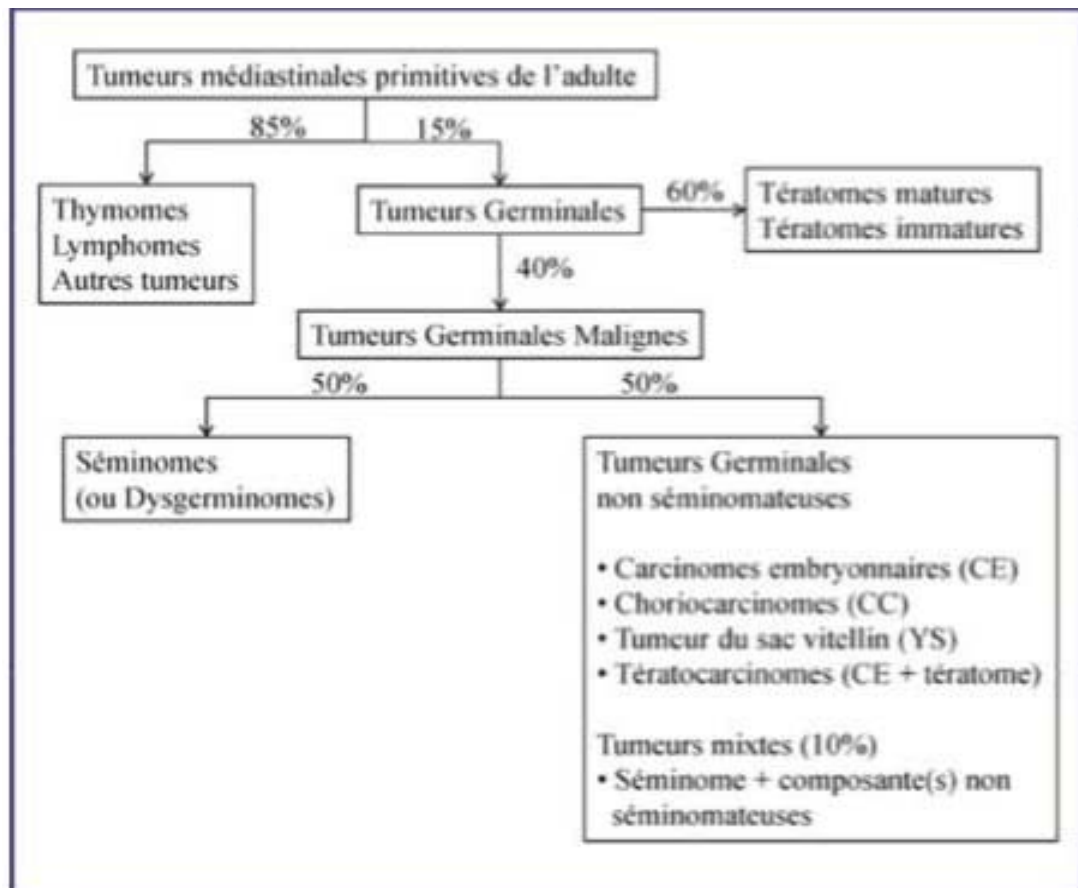 Tumeurs médiastinales primitives de l'adulte
85%
15%
Thymomes
Lymphomes
Autres tumeurs
Tumeurs Germinales
60%
Tératomes matures
Tératomes immatures
40%
Tumeurs Germinales Malignes
50%
50%
Séminomes
(ou Dysgerminomes)
Tumeurs Germinales
non séminomateuses
• Carcinomes embryonnaires (CE)
• Choriocarcinomes (CC)
• Tumeur du sac vitellin (YS)
• Tératocarcinomes (CE + tératome)
Tumeurs mixtes (10%)
• Séminome + composante(s) non
séminomateuses